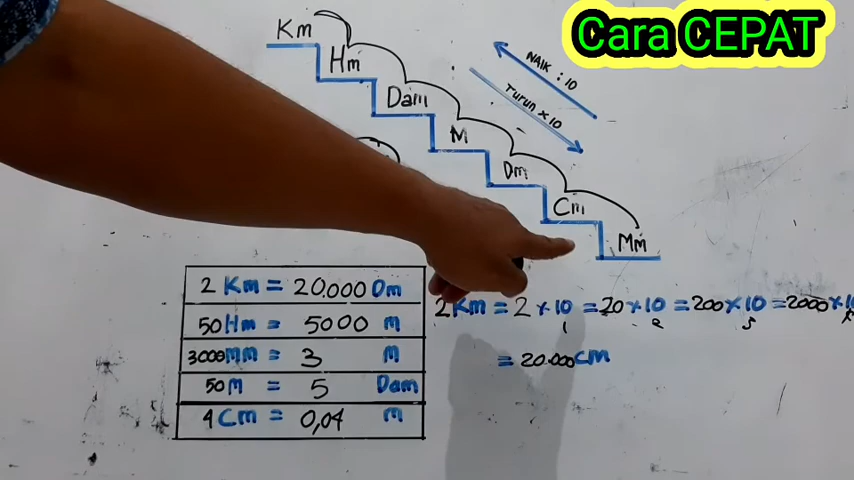 Cara CEPAT
Km
Hm
Dam
M
Dm
Cm
Mm
NAIK : 10
Turun x 10
2 Km = 20.000 Dm
50 Hm = 5000 m
3000 MM = 3 M
50 M = 5 Dam
4 Cm = 0,04 m
2 Km = 2 x 10 = 20 x 10 = 200 x 10 = 2000 x 10
1 2 3
= 20.000 cm